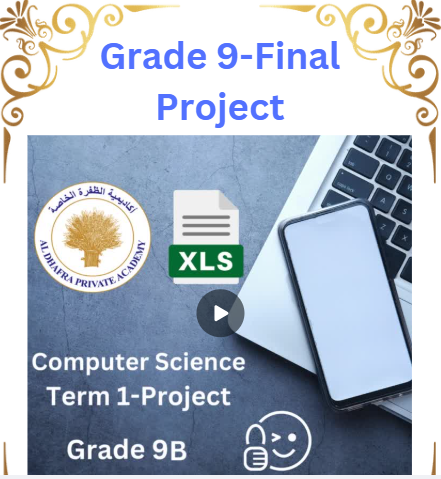 Grade 9-Final
Project
أكاديمية الظفرة الخاصة
AL DHAFRA PRIVATE ACADEMY
XLS
Computer Science
Term 1-Project
Grade 9B